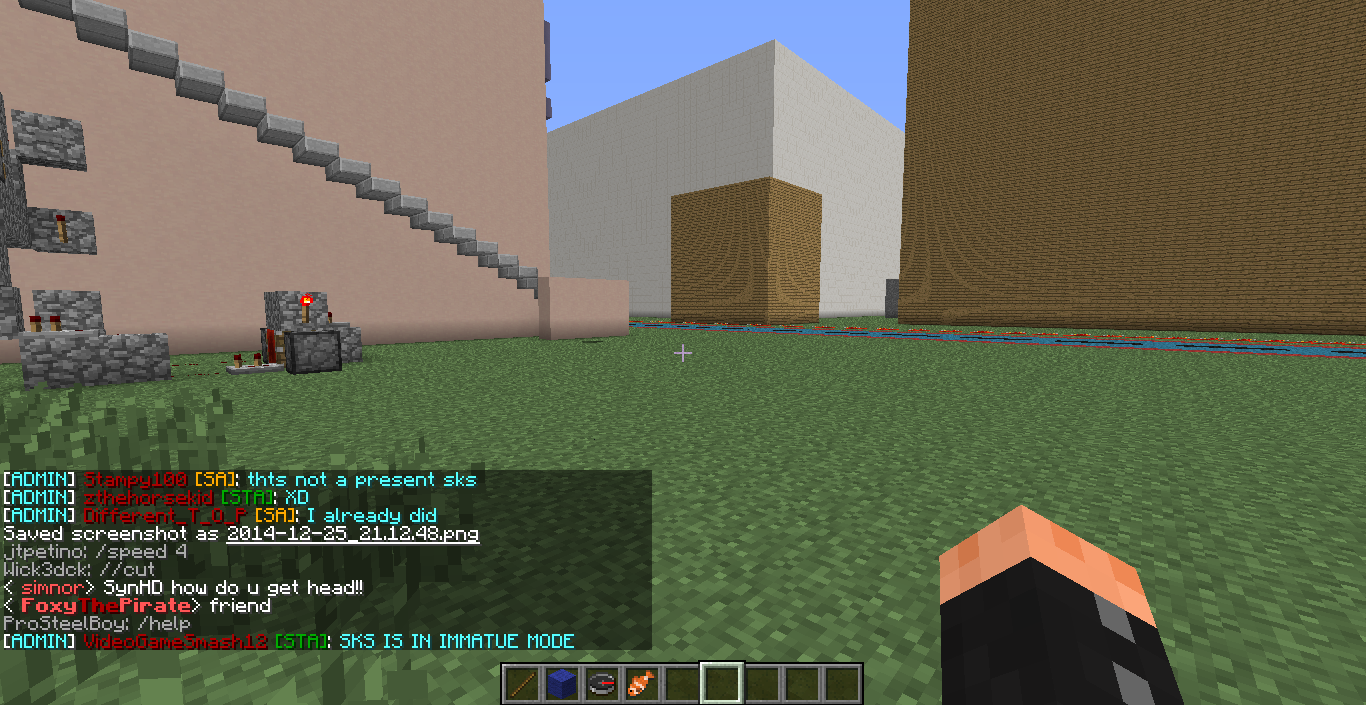 [ADMIN] Stampy100 [SA]: thts not a present sks
[ADMIN] zthehorsekid [STA]: XD
[ADMIN] Different_T_O_P [SA]: I already did
Saved screenshot as 2014-12-25_21.12.48.png
jtpetino: /speed 4
Wick3dck: //cut
< simnor> SynHD how do u get head!!
< FoxyThePirate> friend
ProSteelBoy: /help
[ADMIN] VideoGameSmash12 [STA]: SKS IS IN IMMATUE MODE